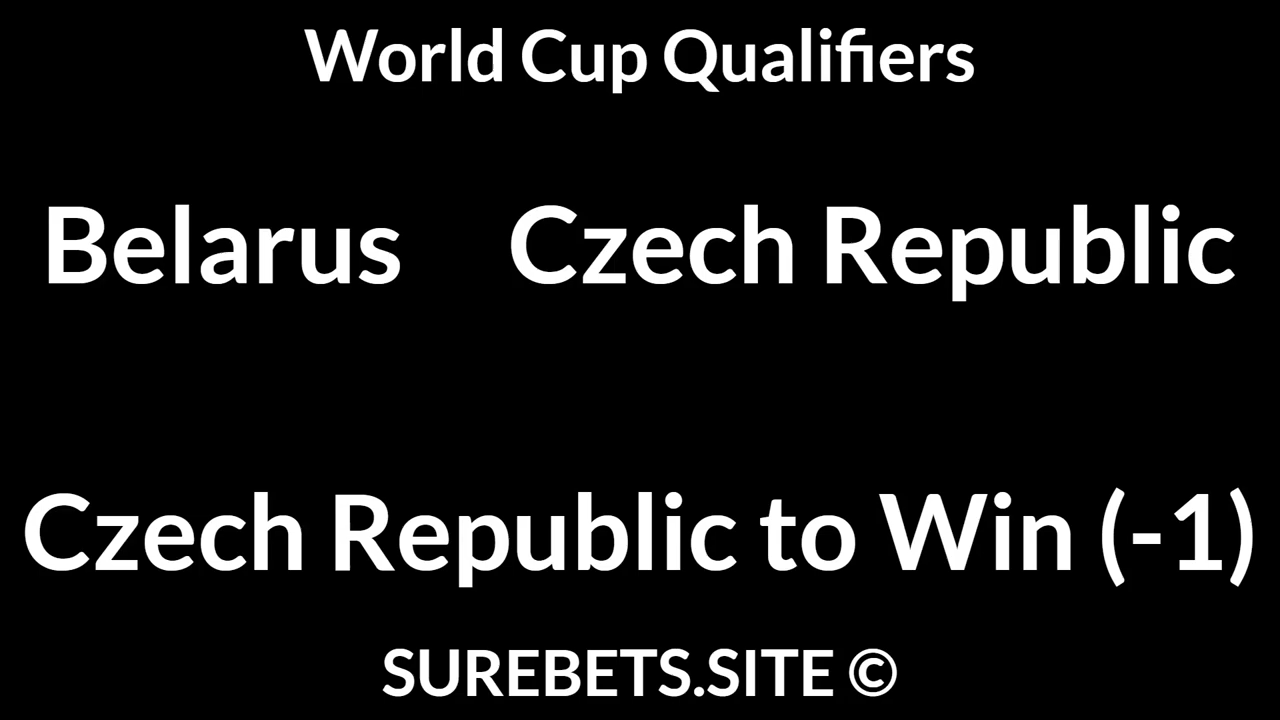 World Cup Qualifiers
Belarus Czech Republic
Czech Republic to Win (-1)
SUREBETS.SITE ©